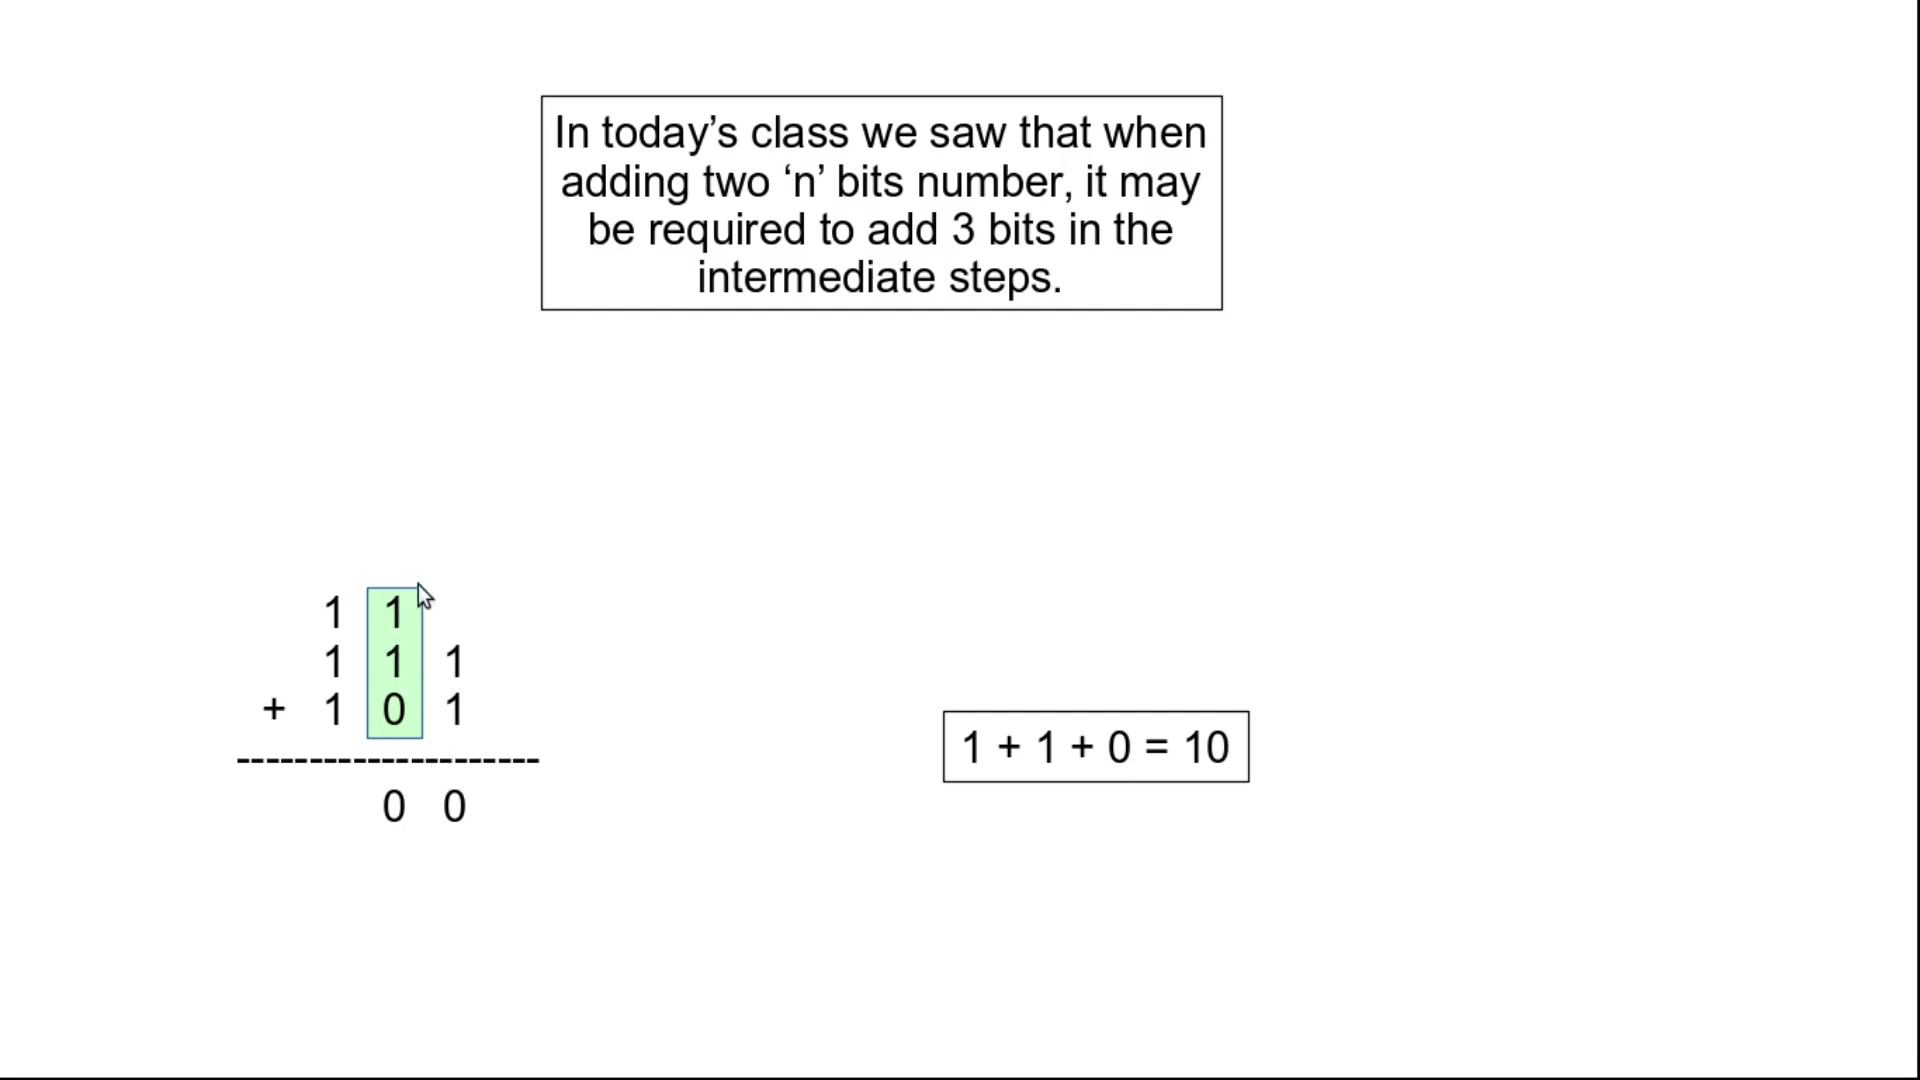 In today’s class we saw that when
adding two ‘n’ bits number, it may
be required to add 3 bits in the
intermediate steps.
1 1
1 1 1
+ 1 0 1
---------------------
0 0
1 + 1 + 0 = 10